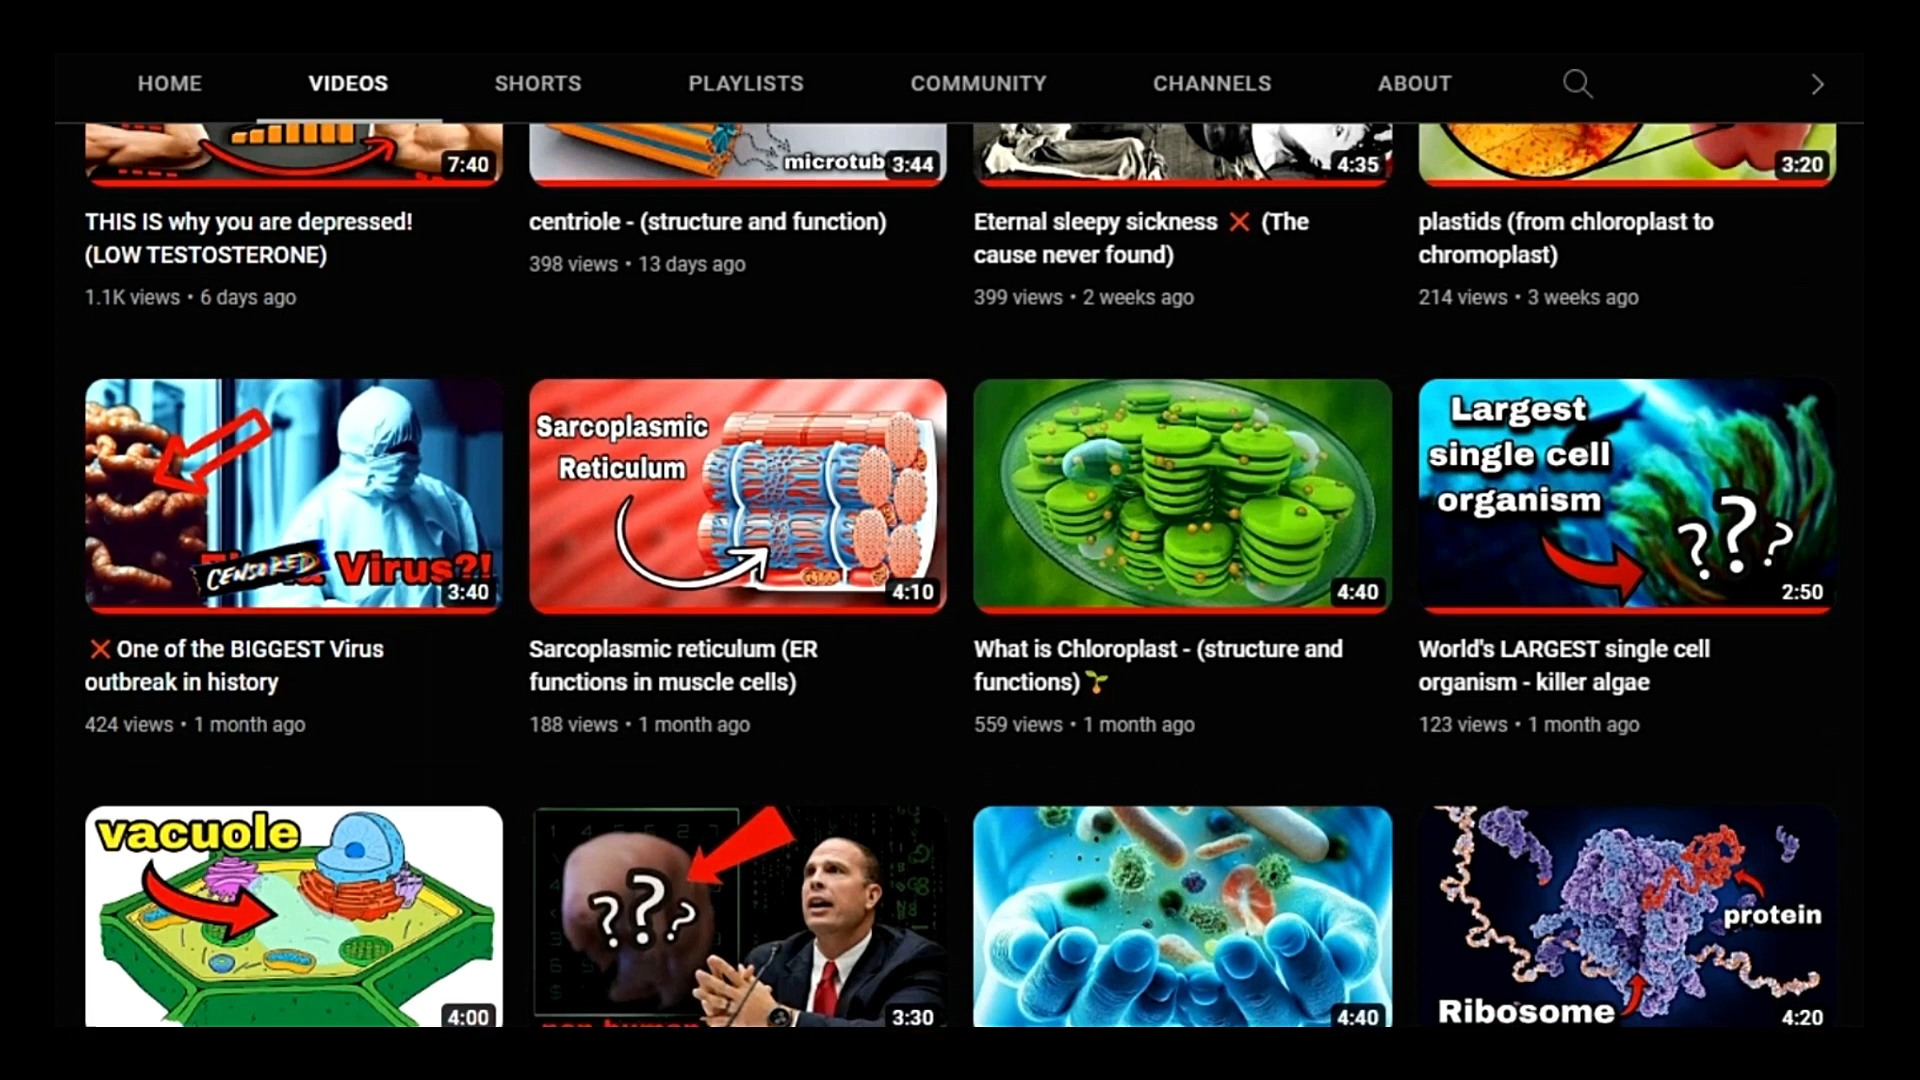 HOME VIDEOS SHORTS PLAYLISTS COMMUNITY CHANNELS ABOUT
7:40
microtub 3:44
4:35
3:20
THIS IS why you are depressed!
(LOW TESTOSTERONE)
1.1K views • 6 days ago
centriole - (structure and function)
398 views • 13 days ago
Eternal sleepy sickness ❌ (The
cause never found)
399 views • 2 weeks ago
plastids (from chloroplast to
chromoplast)
214 views • 3 weeks ago
CENSORED Virus?!
3:40
Sarcoplasmic
Reticulum
4:10
4:40
Largest
single cell
organism
???
2:50
❌ One of the BIGGEST Virus
outbreak in history
424 views • 1 month ago
Sarcoplasmic reticulum (ER
functions in muscle cells)
188 views • 1 month ago
What is Chloroplast - (structure and
functions) 🌱
559 views • 1 month ago
World's LARGEST single cell
organism - killer algae
123 views • 1 month ago
vacuole
4:00
???
non human
3:30
4:40
protein
Ribosome
4:20